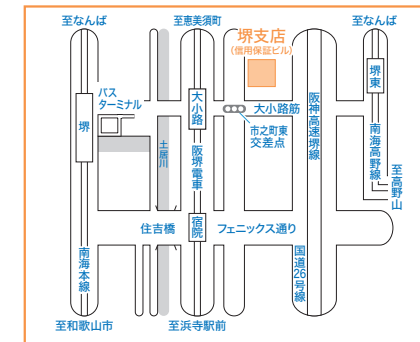 至なんば
至恵美須町
至なんば
堺支店
(信用保証ビル)
バス
ターミナル
堺
大小路
大小路筋
市之町東
交差点
阪神高速堺線
堺東
南海高野線
至高野山
土居川
阪堺電車
住吉橋
宿院
フェニックス通り
南海本線
国道26号線
至和歌山市
至浜寺駅前